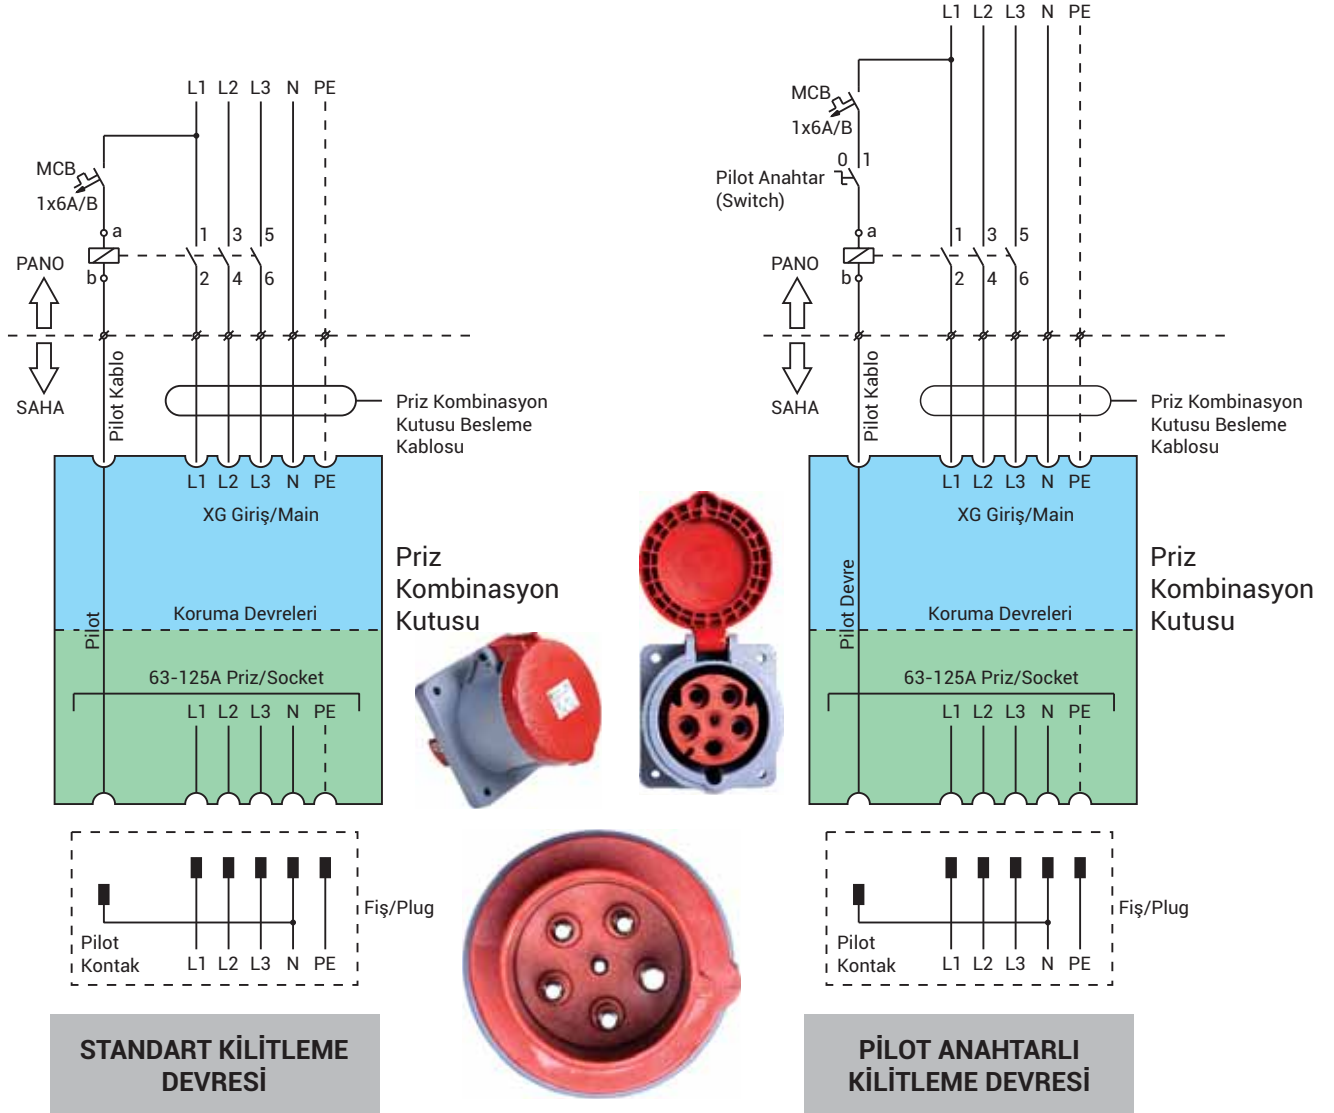 L1 L2 L3 N PE
MCB
1x6A/B
a
1 3 5
PANO
b
2 4 6
SAHA
Pilot Kablo
Priz Kombinasyon
Kutusu Besleme
Kablosu
L1 L2 L3 N PE
XG Giriş/Main
Priz
Kombinasyon
Kutusu
Koruma Devreleri
Pilot
63-125A Priz/Socket
L1 L2 L3 N PE
Fiş/Plug
Pilot
Kontak
L1 L2 L3 N PE
STANDART KİLİTLEME
DEVRESİ
L1 L2 L3 N PE
MCB
1x6A/B
0 1
Pilot Anahtar
(Switch)
a
1 3 5
PANO
b
2 4 6
SAHA
Pilot Kablo
Priz Kombinasyon
Kutusu Besleme
Kablosu
L1 L2 L3 N PE
XG Giriş/Main
Priz
Kombinasyon
Kutusu
Koruma Devreleri
Pilot Devre
63-125A Priz/Socket
L1 L2 L3 N PE
Fiş/Plug
Pilot
Kontak
L1 L2 L3 N PE
PİLOT ANAHTARLI
KİLİTLEME DEVRESİ